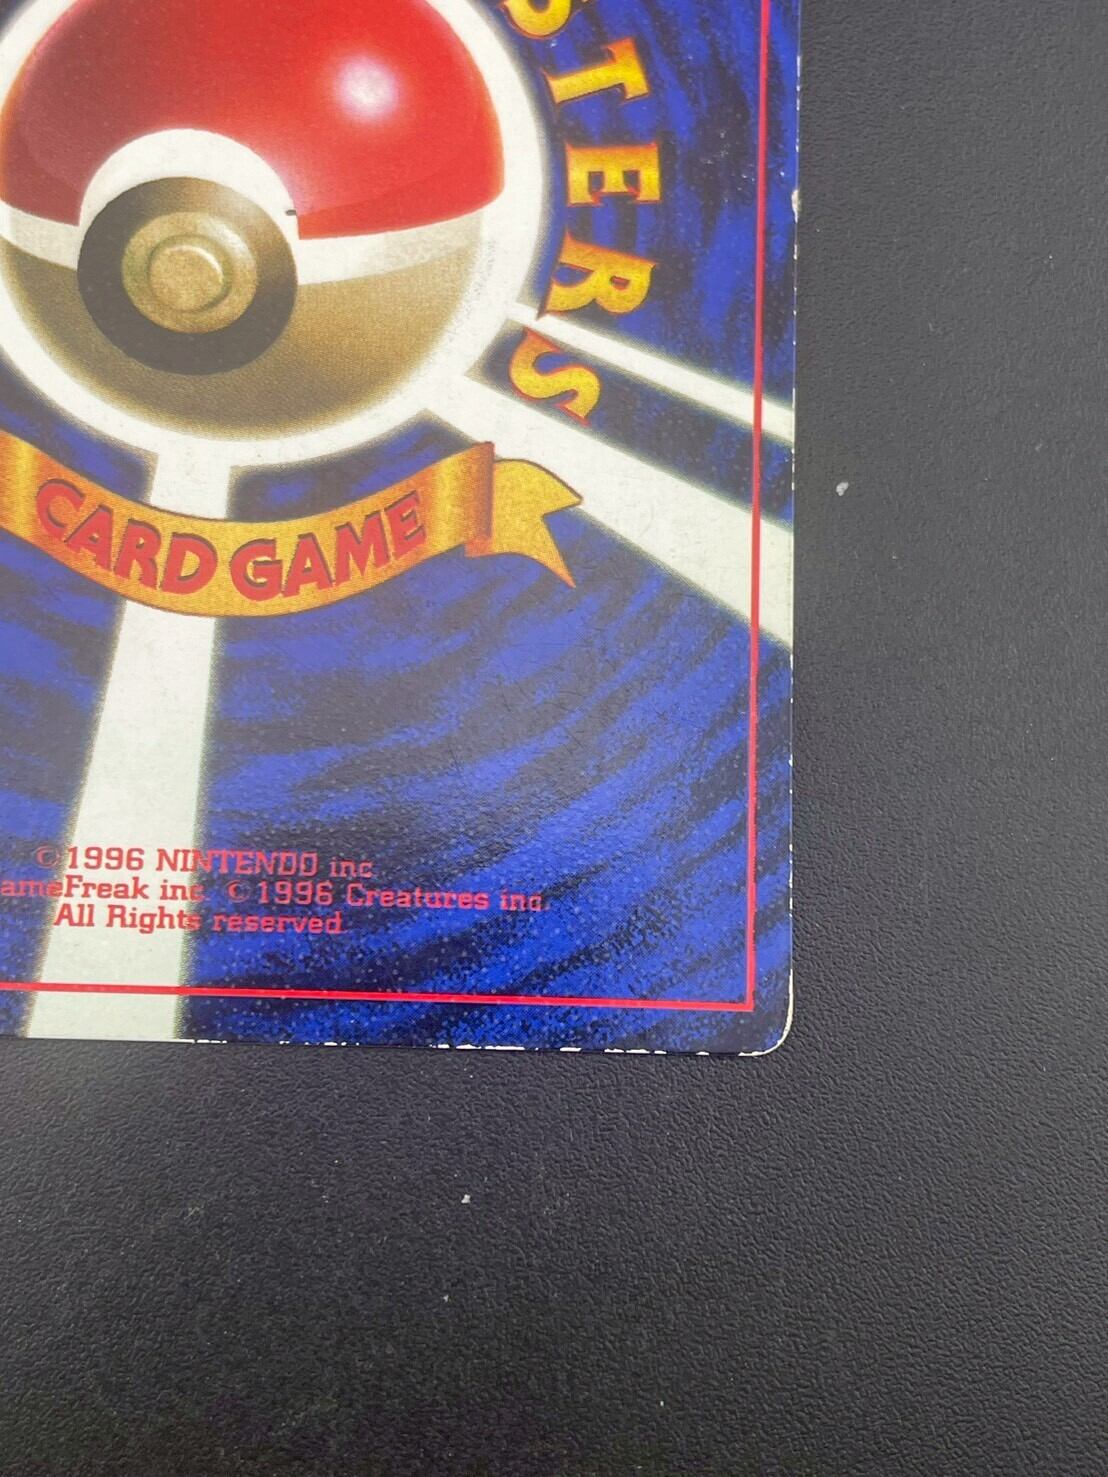 STERS
CARD GAME
©1996 NINTENDO inc
ameFreak inc. ©1996 Creatures inc.
All Rights reserved.